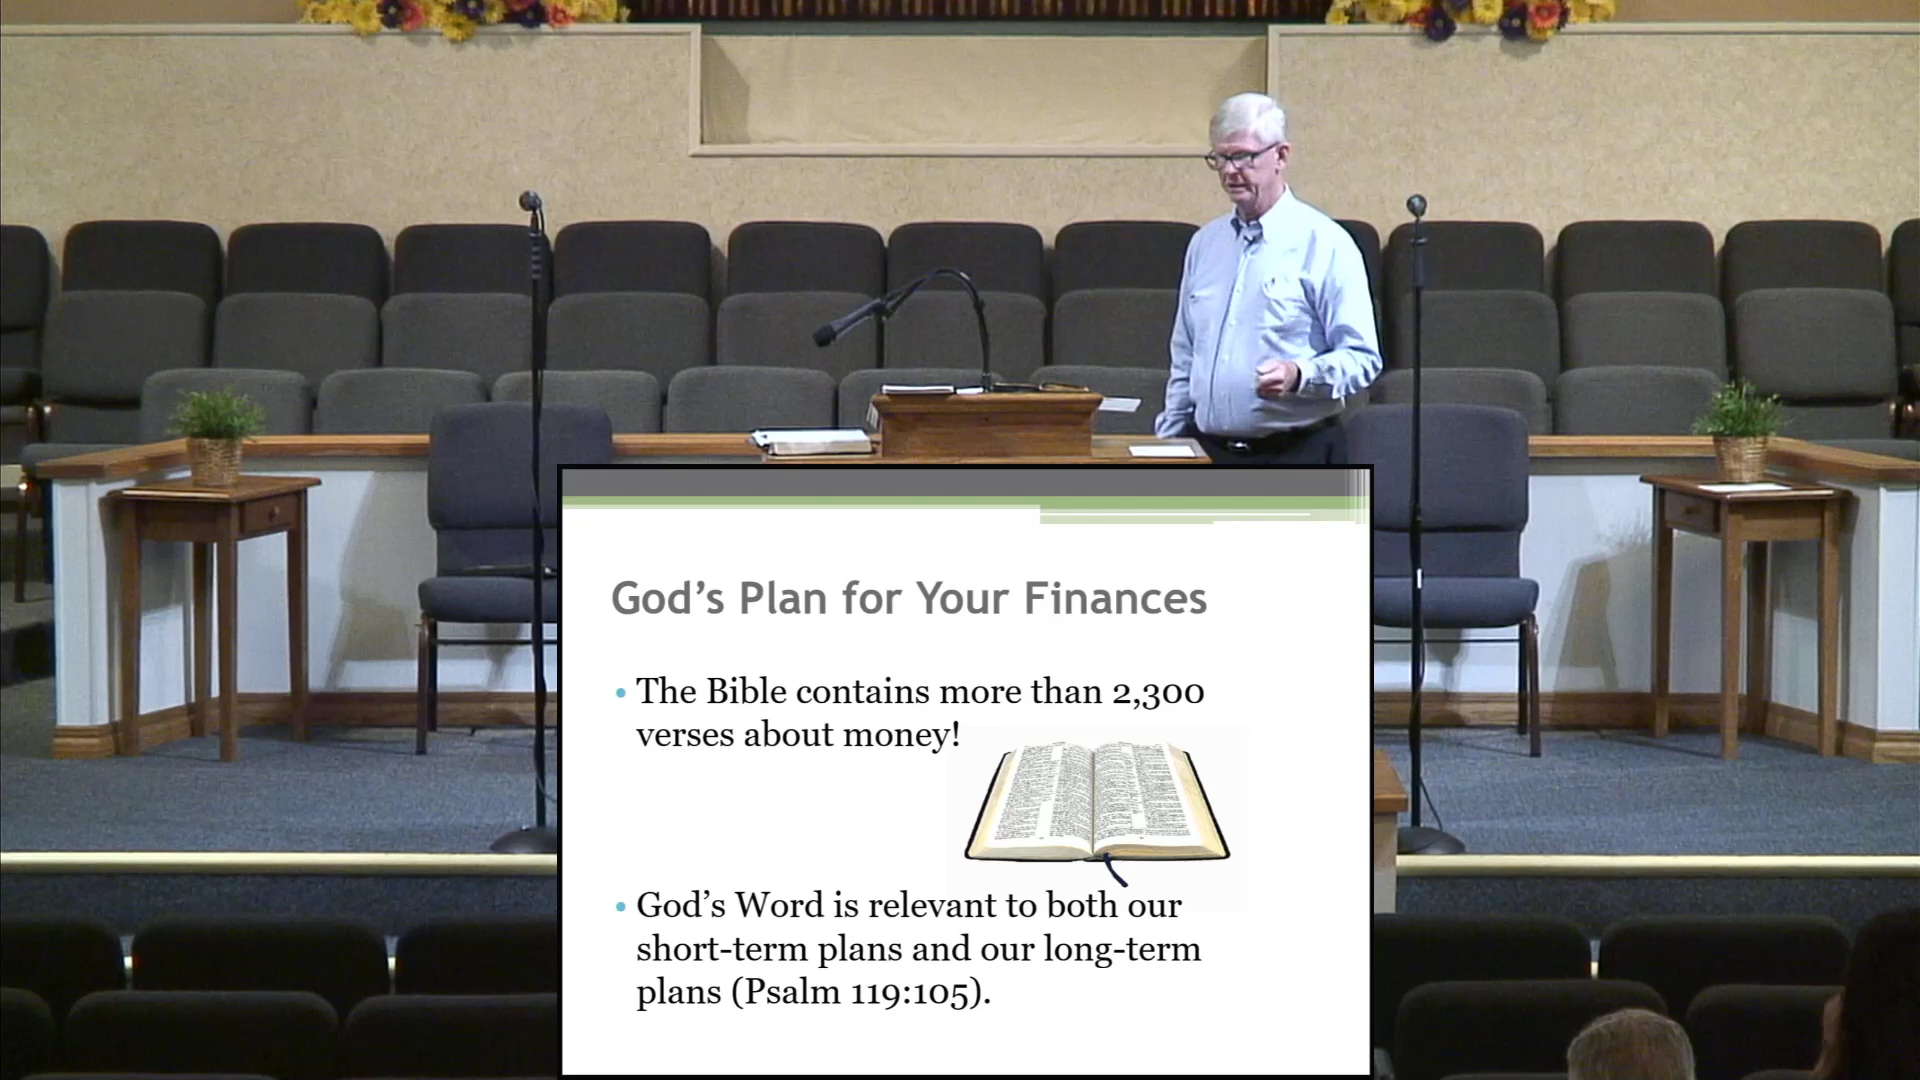 God’s Plan for Your Finances
• The Bible contains more than 2,300
verses about money!
• God’s Word is relevant to both our
short-term plans and our long-term
plans (Psalm 119:105).